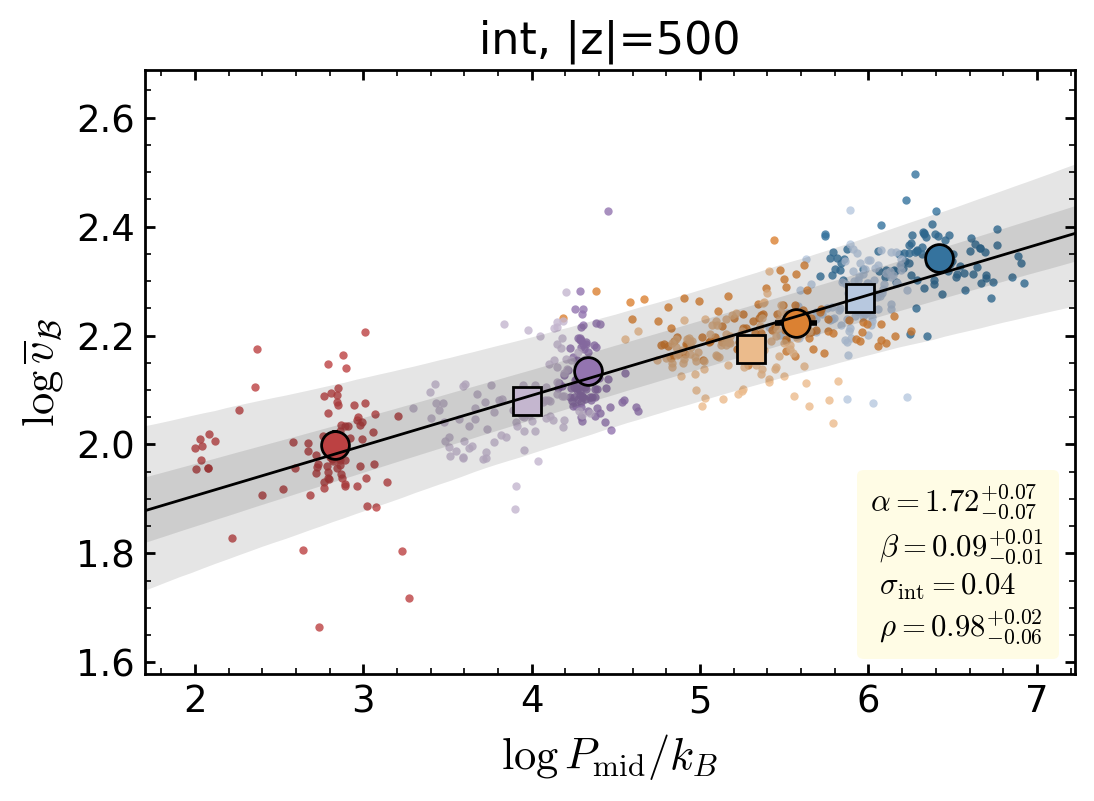 int, |z|=500
log v̅_ℬ
2.6
2.4
2.2
2.0
1.8
1.6
α = 1.72^{+0.07}_{−0.07}
β = 0.09^{+0.01}_{−0.01}
σ_int = 0.04
ρ = 0.98^{+0.02}_{−0.06}
2 3 4 5 6 7
log P_mid/k_B